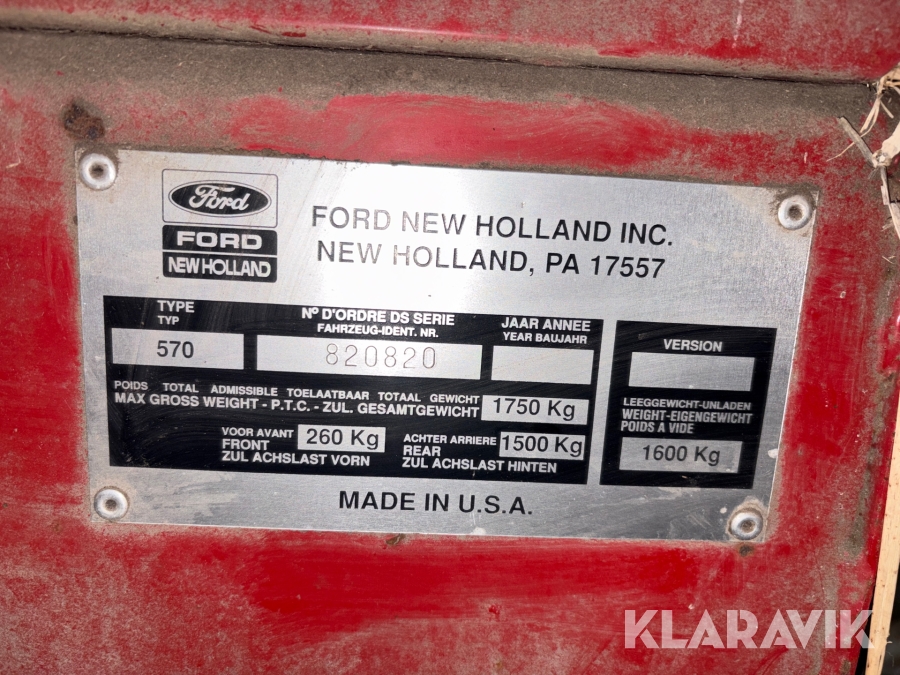 Ford
FORD
NEW HOLLAND
FORD NEW HOLLAND INC.
NEW HOLLAND, PA 17557
TYPE
TYP
570
Nº D'ORDRE DS SERIE
FAHRZEUG-IDENT. NR.
820820
JAAR ANNEE
YEAR BAUJAHR
VERSION
POIDS TOTAL ADMISSIBLE TOELAATBAAR TOTAAL GEWICHT
MAX GROSS WEIGHT - P.T.C. - ZUL. GESAMTGEWICHT
1750 Kg
VOOR AVANT
FRONT
ZUL ACHSLAST VORN
260 Kg
ACHTER ARRIERE
REAR
ZUL ACHSLAST HINTEN
1500 Kg
LEEGGEWICHT-UNLADEN
WEIGHT-EIGENGEWICHT
POIDS A VIDE
1600 Kg
MADE IN U.S.A.
KLARAVIK